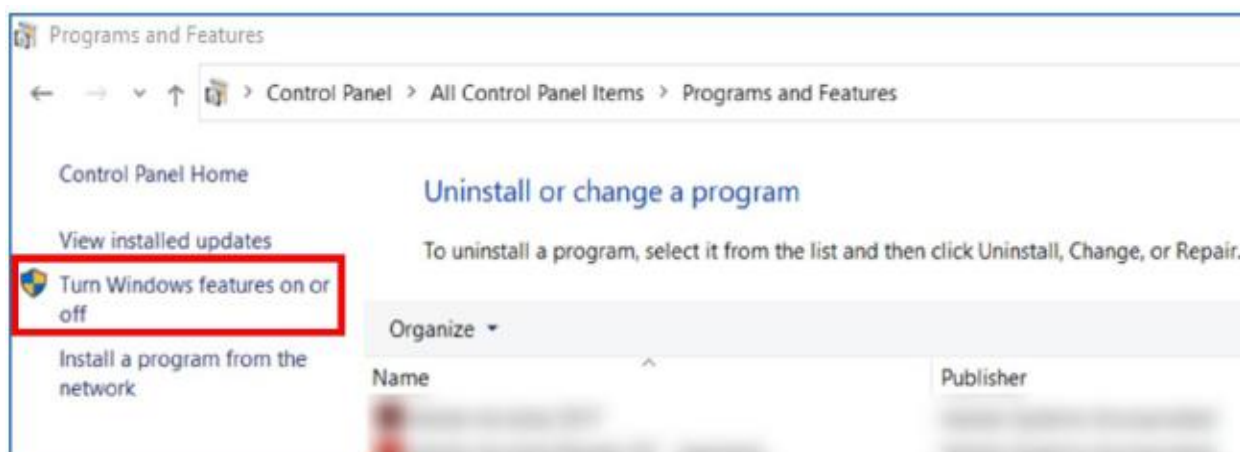 Programs and Features
Control Panel > All Control Panel Items > Programs and Features
Control Panel Home
Uninstall or change a program
View installed updates
To uninstall a program, select it from the list and then click Uninstall, Change, or Repair.
Turn Windows features on or
off
Organize
Install a program from the
network
Name
Publisher